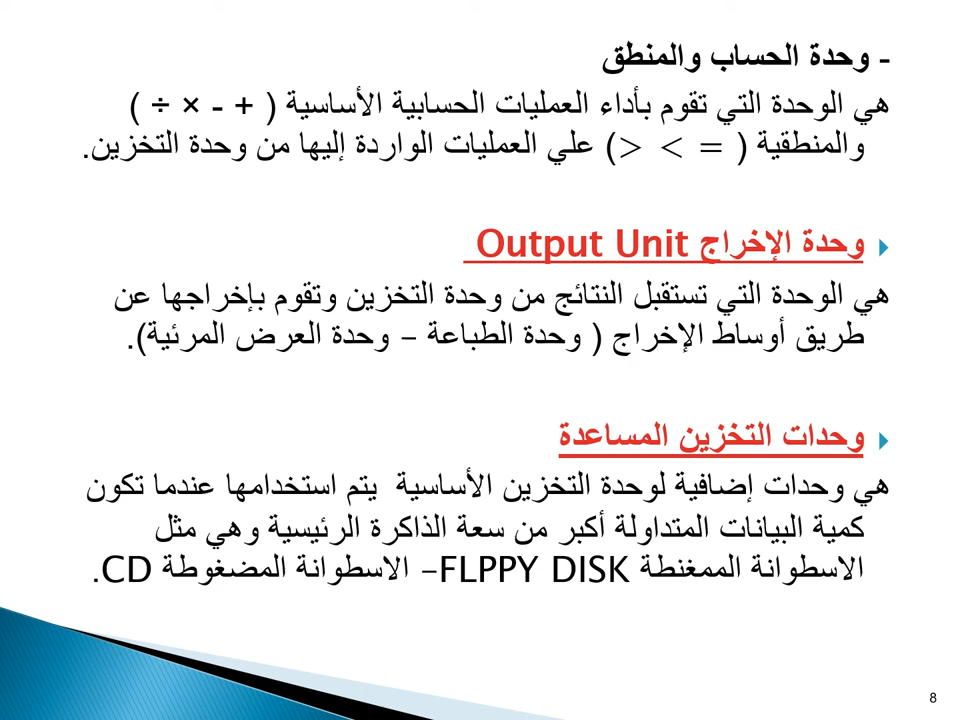 - وحدة الحساب والمنطق
هي الوحدة التي تقوم بأداء العمليات الحسابية الأساسية ( + - × ÷ )
والمنطقية ( = > <) علي العمليات الواردة إليها من وحدة التخزين.
وحدة الإخراج Output Unit
هي الوحدة التي تستقبل النتائج من وحدة التخزين وتقوم بإخراجها عن
طريق أوساط الإخراج ( وحدة الطباعة – وحدة العرض المرئية).
وحدات التخزين المساعدة
هي وحدات إضافية لوحدة التخزين الأساسية يتم استخدامها عندما تكون
كمية البيانات المتداولة أكبر من سعة الذاكرة الرئيسية وهي مثل
الاسطوانة الممغنطة FLPPY DISK– الاسطوانة المضغوطة CD.
8